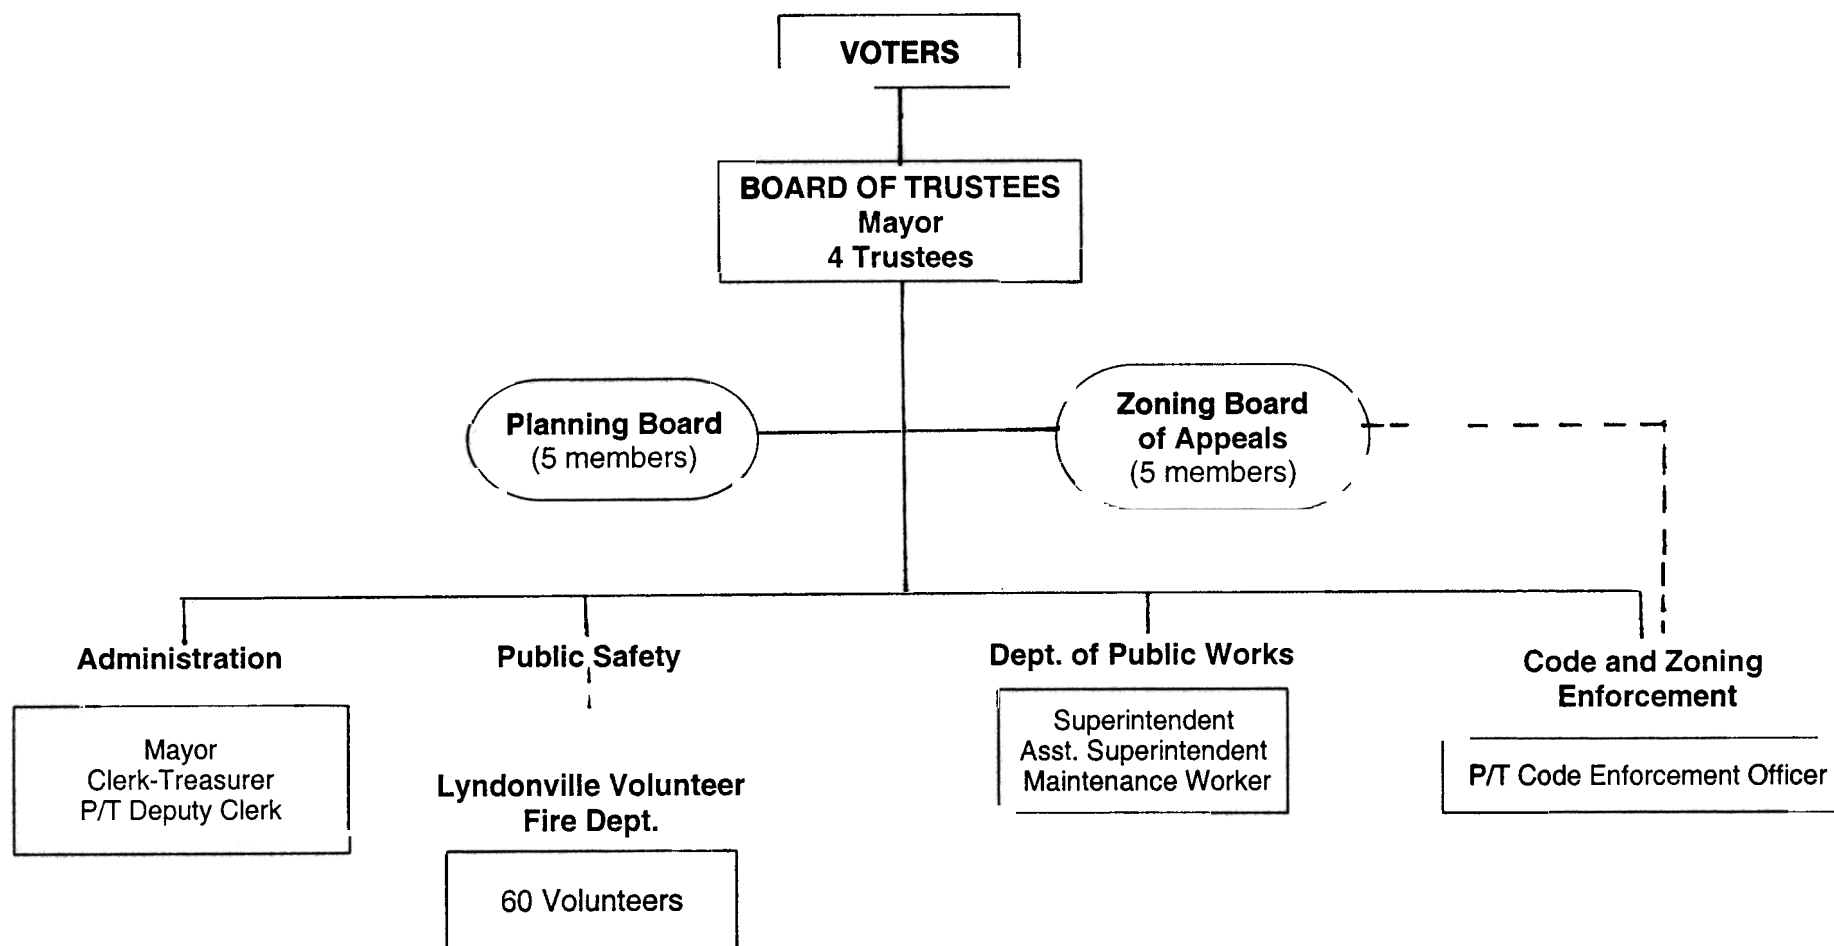 VOTERS
BOARD OF TRUSTEES
Mayor
4 Trustees
Planning Board
(5 members)
Zoning Board
of Appeals
(5 members)
Administration
Mayor
Clerk-Treasurer
P/T Deputy Clerk
Public Safety
Lyndonville Volunteer
Fire Dept.
60 Volunteers
Dept. of Public Works
Superintendent
Asst. Superintendent
Maintenance Worker
Code and Zoning
Enforcement
P/T Code Enforcement Officer